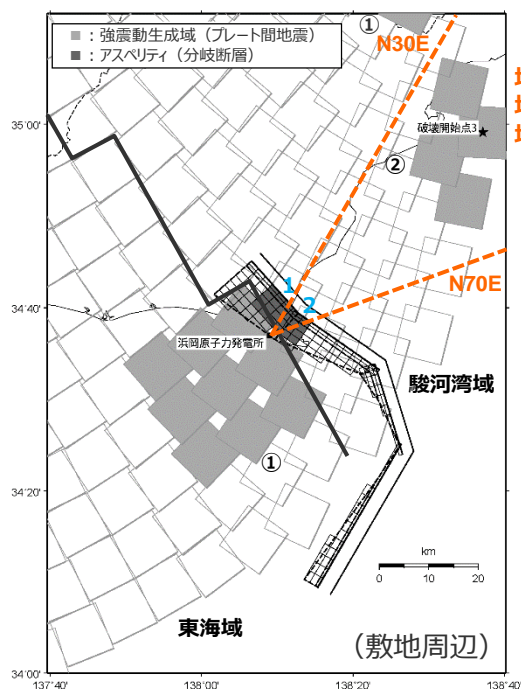 ■：強震動生成域（プレート間地震）
■：アスペリティ（分岐断層）
①
N30E
35°00'
破壊開始点3
②
N70E
1
2
34°40'
浜岡原子力発電所
駿河湾域
①
34°20'
km
0 5 10 20
東海域
（敷地周辺）
34°00'
137°40' 138°00' 138°20' 138°40'